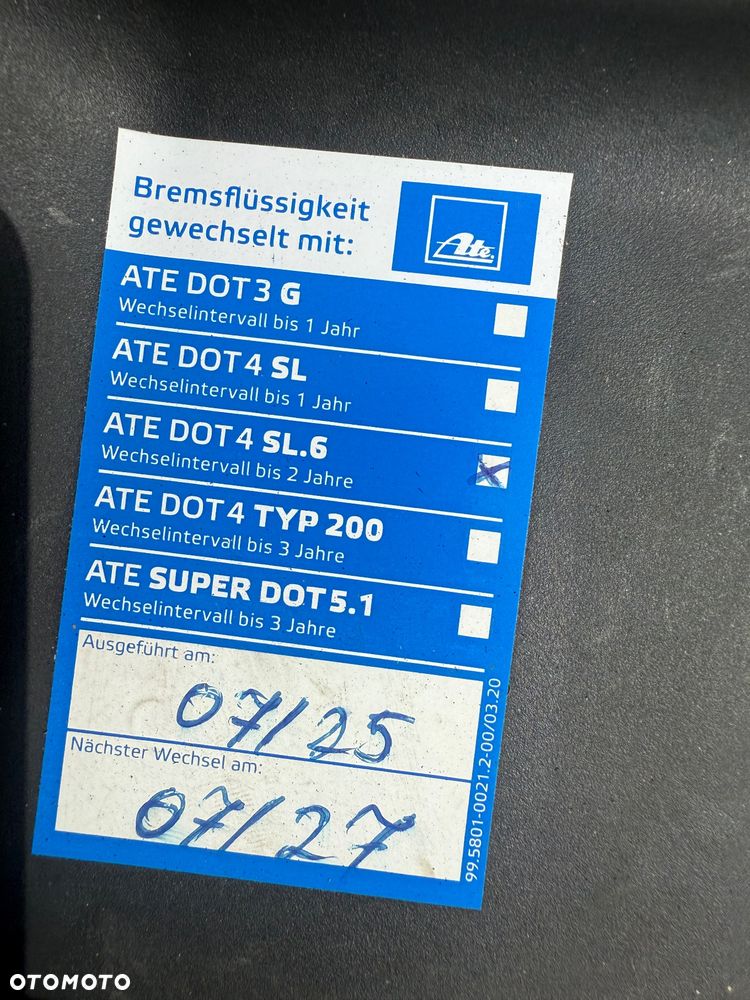 Bremsflüssigkeit
gewechselt mit:
Ate
ATE DOT 3 G
Wechselintervall bis 1 Jahr
ATE DOT 4 SL
Wechselintervall bis 1 Jahr
ATE DOT 4 SL.6
Wechselintervall bis 2 Jahre
ATE DOT 4 TYP 200
Wechselintervall bis 3 Jahre
ATE SUPER DOT 5.1
Wechselintervall bis 3 Jahre
Ausgeführt am:
07/25
Nächster Wechsel am:
07/27
99.5801-0021.2-00/03.20
OTOMOTO